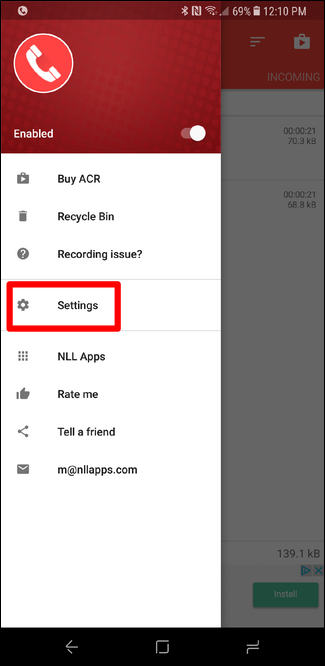 69% 12:10 PM
INCOMING
Enabled
00:00:21
70.3 kB
Buy ACR
00:00:21
68.8 kB
Recycle Bin
Recording issue?
Settings
NLL Apps
Rate me
Tell a friend
m@nllapps.com
139.1 kB
Install